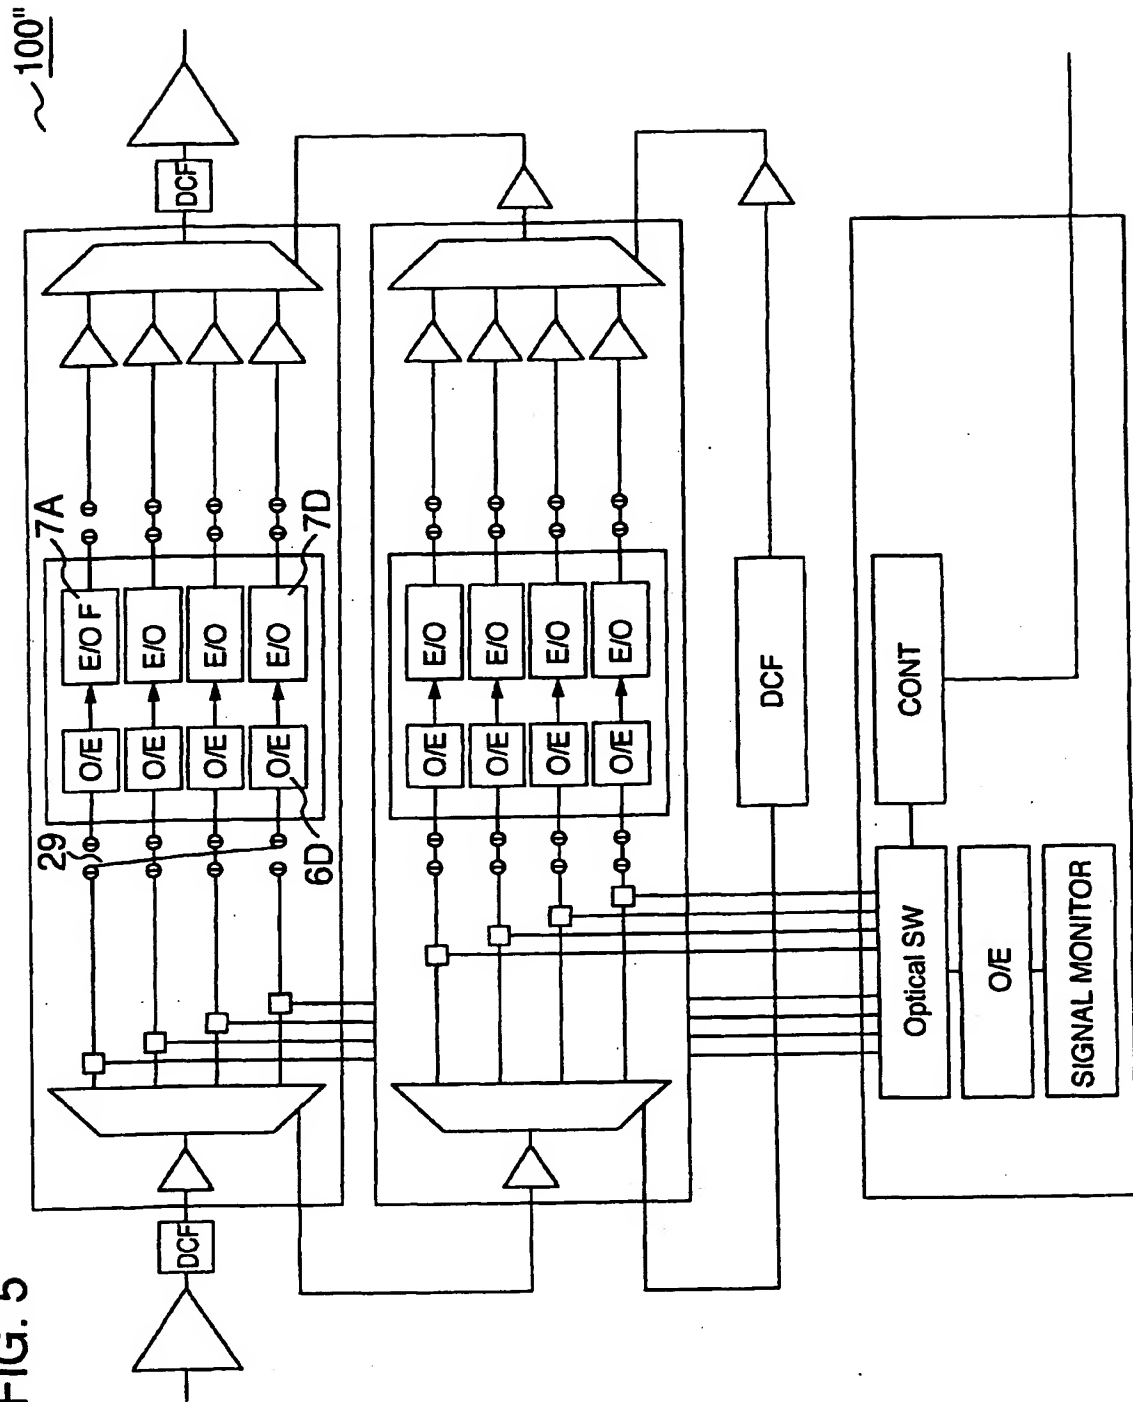 FIG. 5
100"
29
7A
O/E
E/O F
O/E
E/O
DCF
DCF
O/E
E/O
O/E
E/O
6D
7D
O/E
E/O
O/E
E/O
O/E
E/O
O/E
E/O
DCF
Optical SW
CONT
O/E
SIGNAL MONITOR